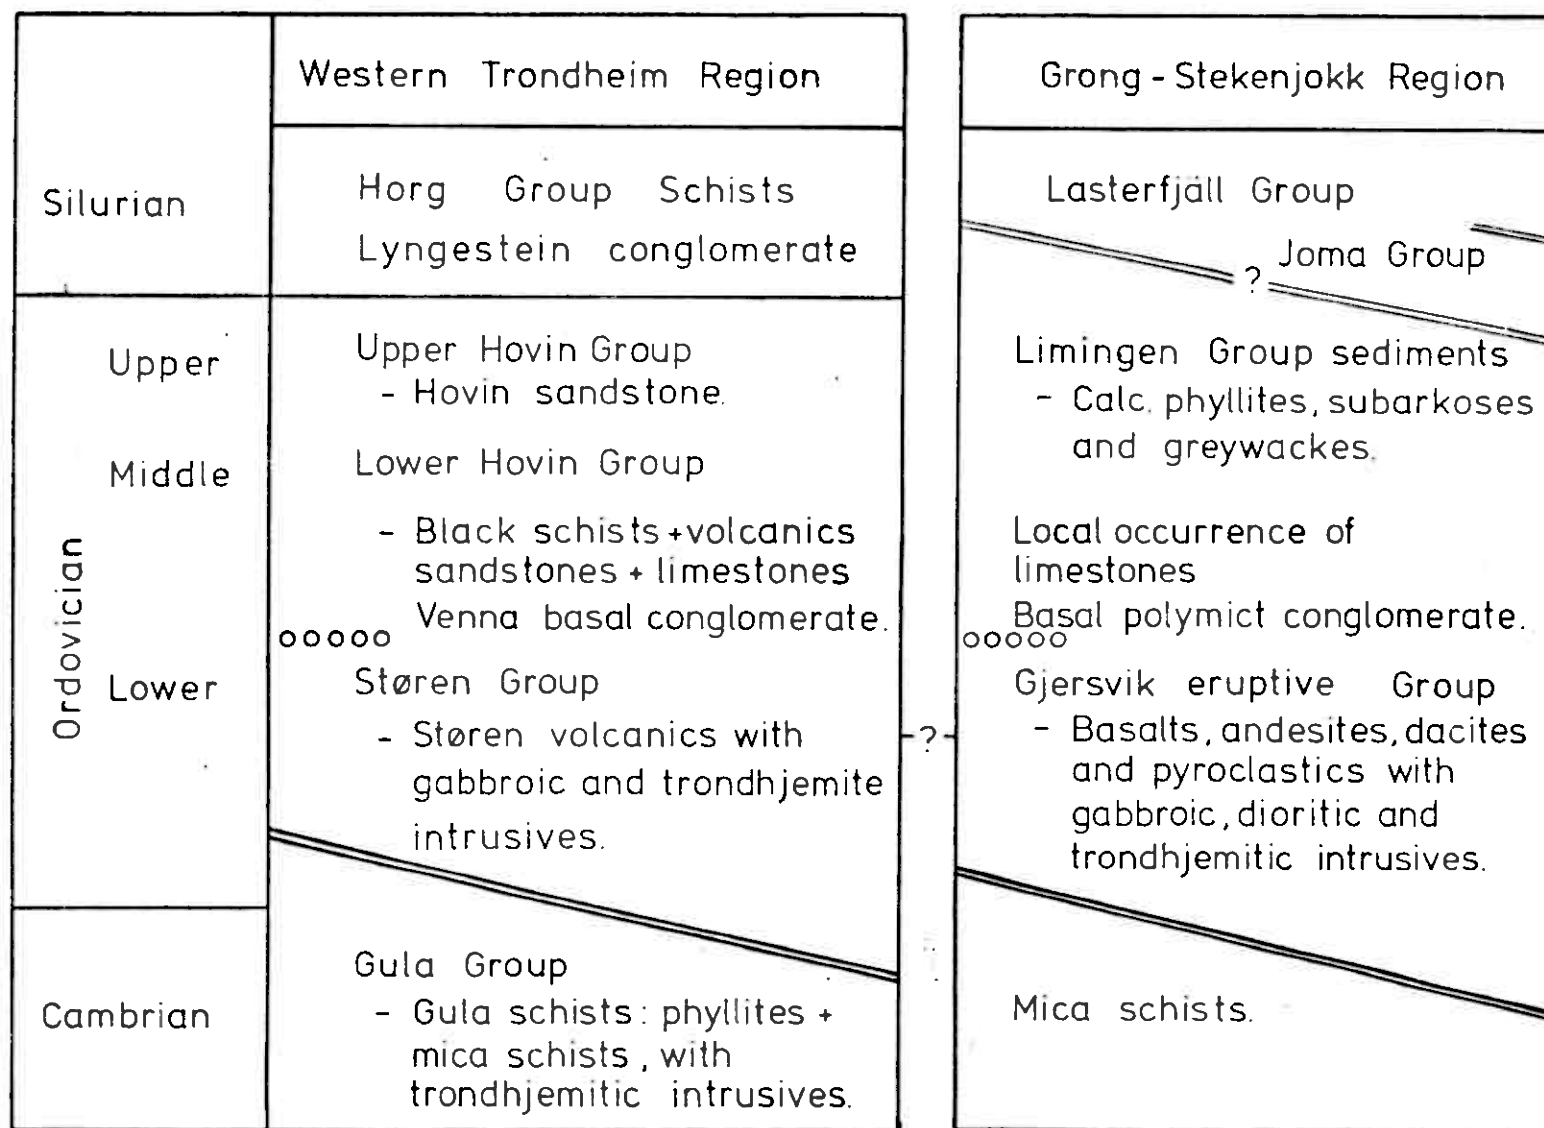 Western Trondheim Region
Grong - Stekenjokk Region
Silurian
Horg Group Schists
Lyngestein conglomerate
Lasterfjäll Group
Joma Group
?
Ordovician
Upper
Upper Hovin Group
- Hovin sandstone.
Limingen Group sediments
- Calc. phyllites, subarkoses
and greywackes.
Middle
Lower Hovin Group
- Black schists + volcanics
sandstones + limestones
Venna basal conglomerate.
Local occurrence of
limestones
Basal polymict conglomerate.
Lower
Støren Group
- Støren volcanics with
gabbroic and trondhjemite
intrusives.
-?-
Gjersvik eruptive Group
- Basalts, andesites, dacites
and pyroclastics with
gabbroic, dioritic and
trondhjemitic intrusives.
Cambrian
Gula Group
- Gula schists: phyllites +
mica schists, with
trondhjemitic intrusives.
Mica schists.